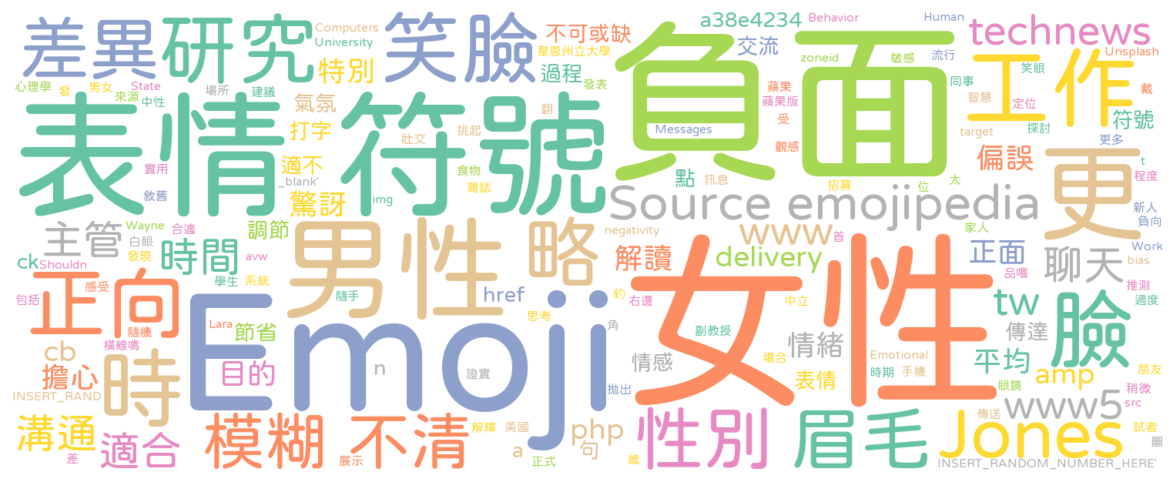 差異 研究 笑臉 不可或缺 a38e4234 Behavior Human technews
Computers University 韋恩州立大學 特別 過程 交流 zoneid 敏感 流行 Unsplash
心理學 發 男女 State 場所 建議 發表 蘋果 同事 笑眼 工作 戴
來源 中性 氣氛 翻 蘋果版 智慧 定位 符號
表情符號 負面 打字 社交 挑起 Messages 受 target 探討 更多
實用 適不 食物 觀感 偏誤 t
敘舊 _blank' 驚訝 img 雜誌 點 訊息 招募 位 太 更 程度
Source emojipedia 新人 負向
主管 Wayne 合適 調節 男性 略 negativity www 首 家人 正面 Work
白眼 發現 時間 avw 解讀 delivery 聊天 bias
ck Shouldn 學生 系統 品嚐
包括 正向 感受 隨手 href 釣 右邊 女性 中立 tw 推測 過度
隨機 Lara 節省 Emoji 思考 角 副教授 傳達 臉
橫線嘴 情緒
cb 時 情感 場合 Emotional 平均 朋友
擔心 目的 n 證實 拋出 表情 時期 手機 amp 稍微
INSERT_RAND 眼鏡 src
溝通 適合 模糊 不清 解釋 美國 php 性別 眉毛 傳送 www5 試者
差 展示 a 正式 句 歲 Jones 圖
INSERT_RANDOM_NUMBER_HERE'